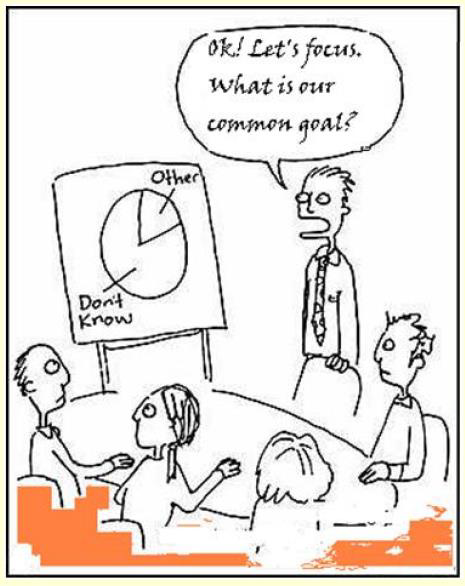 Ok! Let's focus.
What is our
common goal?
Other
Don't
Know